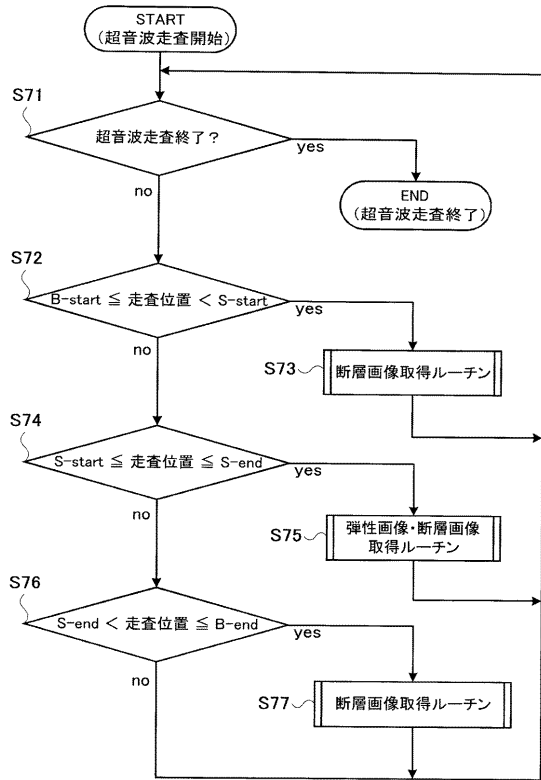 START
(超音波走査開始)
S71
超音波走査終了？
yes
no
END
(超音波走査終了)
S72
B-start ≦ 走査位置 < S-start
yes
no
S73
断層画像取得ルーチン
S74
S-start ≦ 走査位置 ≦ S-end
yes
no
S75
弾性画像・断層画像
取得ルーチン
S76
S-end < 走査位置 ≦ B-end
yes
no
S77
断層画像取得ルーチン